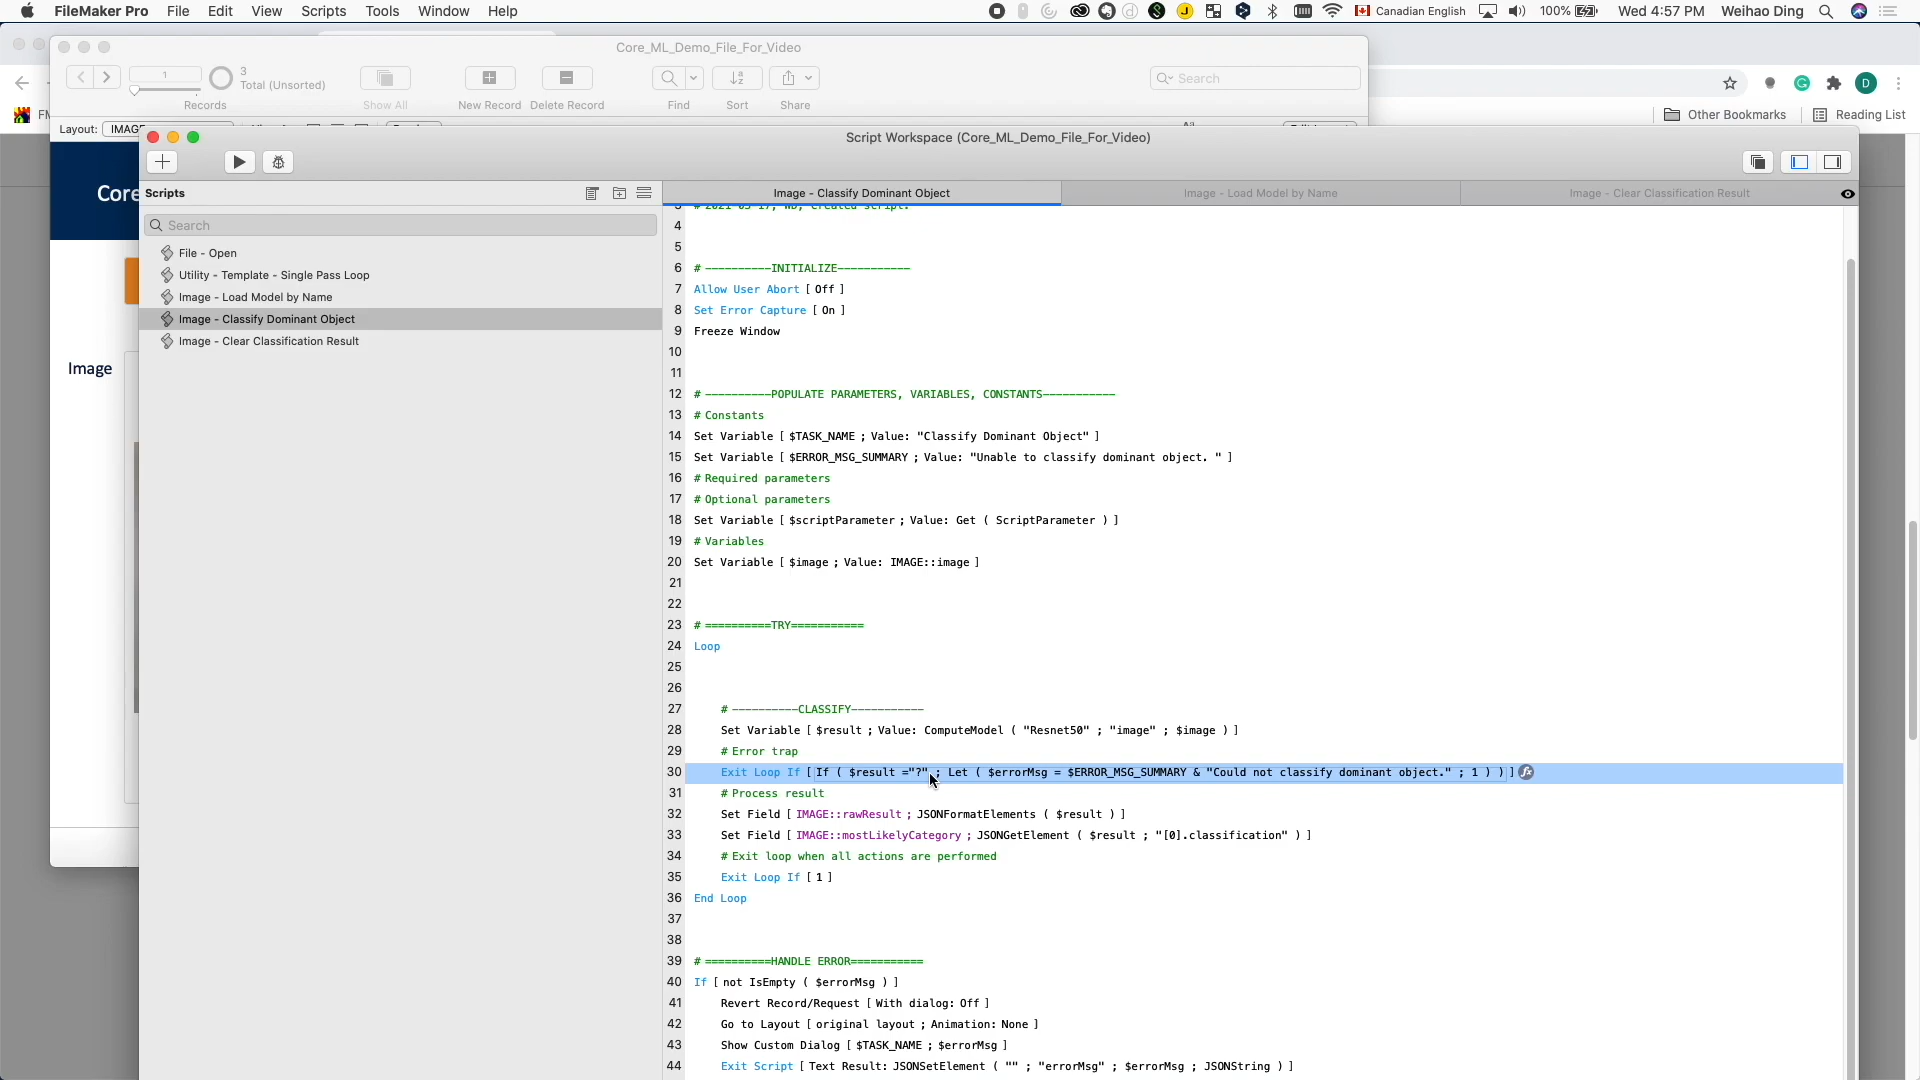 FileMaker Pro File Edit View Scripts Tools Window Help
Canadian English 100% Wed 4:57 PM Weihao Ding
Core_ML_Demo_File_For_Video
1
3
Total (Unsorted)
Search
Records Show All New Record Delete Record Find Sort Share
D
Other Bookmarks Reading List
Layout: IMAGE
Script Workspace (Core_ML_Demo_File_For_Video)
Core
Image
Scripts
Search
File - Open
Utility - Template - Single Pass Loop
Image - Load Model by Name
Image - Classify Dominant Object
Image - Clear Classification Result
Image - Classify Dominant Object Image - Load Model by Name Image - Clear Classification Result
3 # 2021-03-17, WD, Created script.
4
5
6 # ----------INITIALIZE-----------
7 Allow User Abort [ Off ]
8 Set Error Capture [ On ]
9 Freeze Window
10
11
12 # ----------POPULATE PARAMETERS, VARIABLES, CONSTANTS-----------
13 # Constants
14 Set Variable [ $TASK_NAME ; Value: "Classify Dominant Object" ]
15 Set Variable [ $ERROR_MSG_SUMMARY ; Value: "Unable to classify dominant object. " ]
16 # Required parameters
17 # Optional parameters
18 Set Variable [ $scriptParameter ; Value: Get ( ScriptParameter ) ]
19 # Variables
20 Set Variable [ $image ; Value: IMAGE::image ]
21
22
23 # ==========TRY===========
24 Loop
25
26
27 # ----------CLASSIFY-----------
28 Set Variable [ $result ; Value: ComputeModel ( "Resnet50" ; "image" ; $image ) ]
29 # Error trap
30 Exit Loop If [ If ( $result ="?" ; Let ( $errorMsg = $ERROR_MSG_SUMMARY & "Could not classify dominant object." ; 1 ) ) ] fx
31 # Process result
32 Set Field [ IMAGE::rawResult ; JSONFormatElements ( $result ) ]
33 Set Field [ IMAGE::mostLikelyCategory ; JSONGetElement ( $result ; "[0].classification" ) ]
34 # Exit loop when all actions are performed
35 Exit Loop If [ 1 ]
36 End Loop
37
38
39 # ==========HANDLE ERROR===========
40 If [ not IsEmpty ( $errorMsg ) ]
41 Revert Record/Request [ With dialog: Off ]
42 Go to Layout [ original layout ; Animation: None ]
43 Show Custom Dialog [ $TASK_NAME ; $errorMsg ]
44 Exit Script [ Text Result: JSONSetElement ( "" ; "errorMsg" ; $errorMsg ; JSONString ) ]